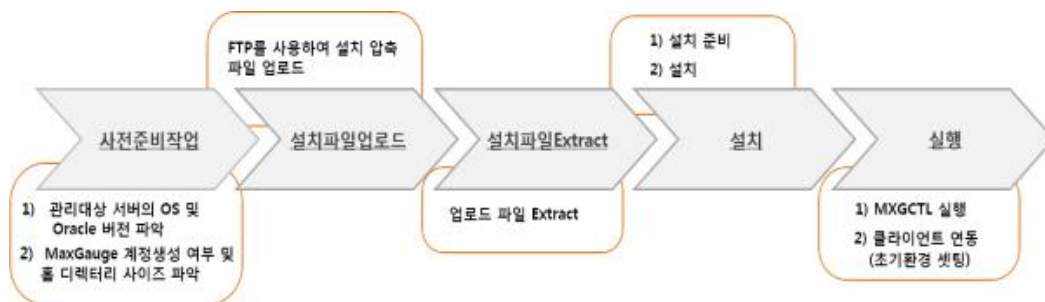 FTP를 사용하여 설치 압축
파일 업로드
1) 설치 준비
2) 설치
사전준비작업
설치파일업로드
설치파일Extract
설치
실행
1) 관리대상 서버의 OS 및
Oracle 버전 파악
2) MaxGauge 계정생성 여부 및
홈 디렉터리 사이즈 파악
업로드 파일 Extract
1) MXGCTL 실행
2) 클라이언트 연동
(초기환경 셋팅)